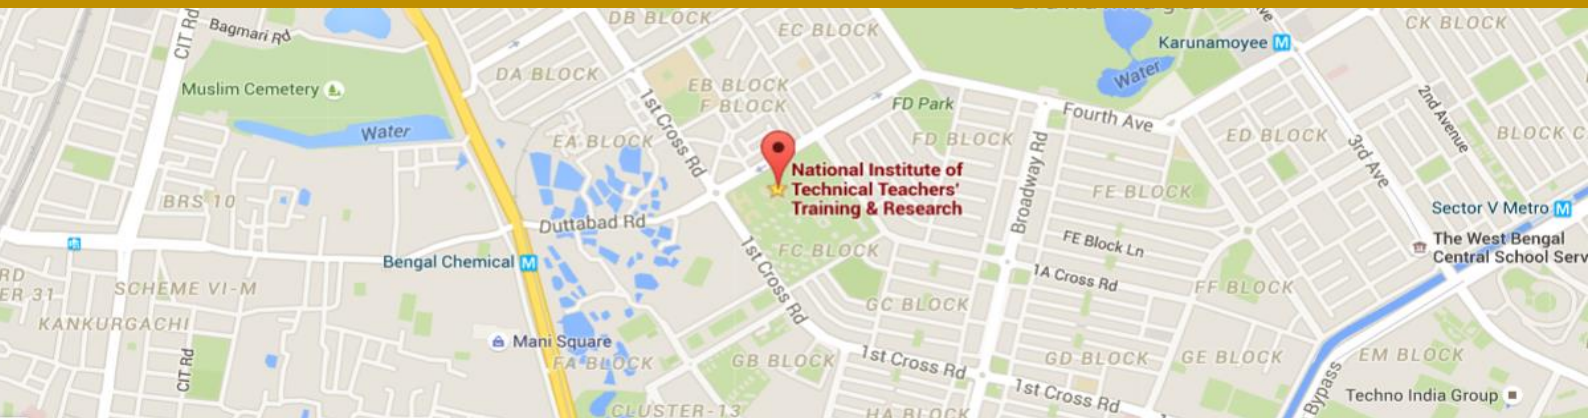 DB BLOCK
EC BLOCK
CK BLOCK
CIT Rd
Bagmari Rd
Karunamoyee M
DA BLOCK
Muslim Cemetery
EB BLOCK
F BLOCK
Water
1st Cross Rd
FD Park
Fourth Ave
2nd Avenue
Water
EA BLOCK
FD BLOCK
ED BLOCK
3rd Ave
BLOCK C
National Institute of
Technical Teachers'
Training & Research
Broadway Rd
FE BLOCK
BRS 10
Sector V Metro M
Duttabad Rd
The West Bengal
Central School Serv
FE Block Ln
1st Cross Rd
FC BLOCK
Bengal Chemical M
1A Cross Rd
RD
ER 31
SCHEME VI-M
FF BLOCK
GC BLOCK
KANKURGACHI
Mani Square
FA BLOCK
GB BLOCK
1st Cross Rd
GD BLOCK
GE BLOCK
EM BLOCK
CIT Rd
1st Cross Rd
Bypass
Techno India Group
CLUSTER-13
HA BLOCK